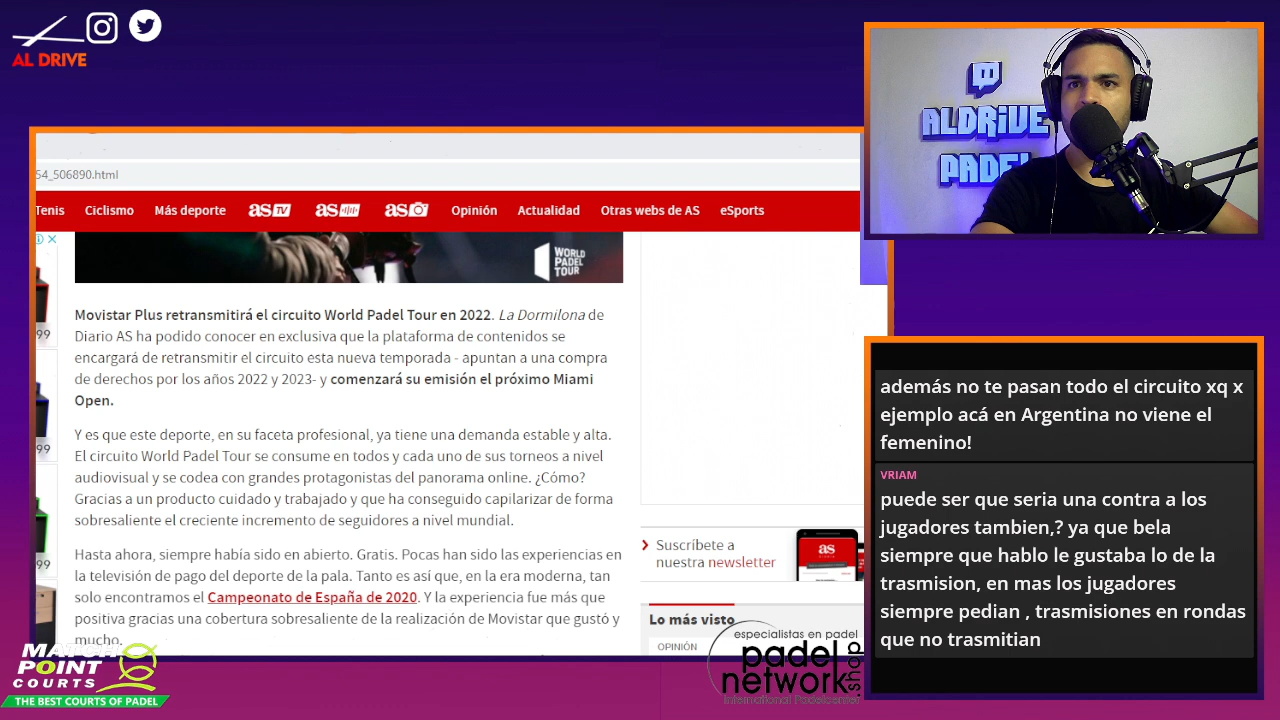 AL DRIVE
54_506890.html
Tenis Ciclismo Más deporte as TV as as Opinión Actualidad Otras webs de AS eSports
WORLD
PADEL
TOUR
Movistar Plus retransmitirá el circuito World Padel Tour en 2022. La Dormilona de
Diario AS ha podido conocer en exclusiva que la plataforma de contenidos se
encargará de retransmitir el circuito esta nueva temporada - apuntan a una compra
de derechos por los años 2022 y 2023- y comenzará su emisión el próximo Miami
Open.
Y es que este deporte, en su faceta profesional, ya tiene una demanda estable y alta.
El circuito World Padel Tour se consume en todos y cada uno de sus torneos a nivel
audiovisual y se codea con grandes protagonistas del panorama online. ¿Cómo?
Gracias a un producto cuidado y trabajado y que ha conseguido capilarizar de forma
sobresaliente el creciente incremento de seguidores a nivel mundial.
Hasta ahora, siempre había sido en abierto. Gratis. Pocas han sido las experiencias en
la televisión de pago del deporte de la pala. Tanto es así que, en la era moderna, tan
solo encontramos el Campeonato de España de 2020. Y la experiencia fue más que
positiva gracias una cobertura sobresaliente de la realización de Movistar que gustó y
mucho.
99
99
99
Suscríbete a
nuestra newsletter
as
Lo más visto
OPINIÓN
MATCH
POINT
COURTS
THE BEST COURTS OF PADEL
especialistas en padel
padel
network
.shop
International Padelcenter
ALDRIVE
PADEL
además no te pasan todo el circuito xq x
ejemplo acá en Argentina no viene el
femenino!
VRIAM
puede ser que seria una contra a los
jugadores tambien,? ya que bela
siempre que hablo le gustaba lo de la
trasmision, en mas los jugadores
siempre pedian , trasmisiones en rondas
que no trasmitian